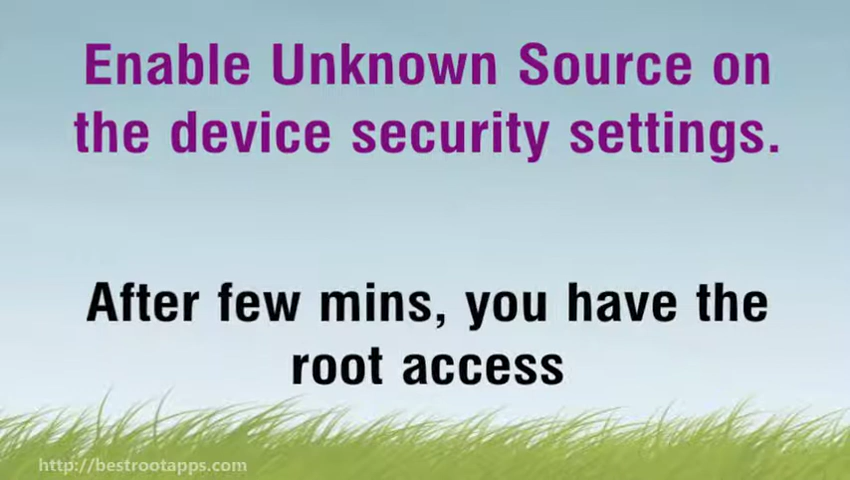 Enable Unknown Source on
the device security settings.
After few mins, you have the
root access
http://bestrootapps.com